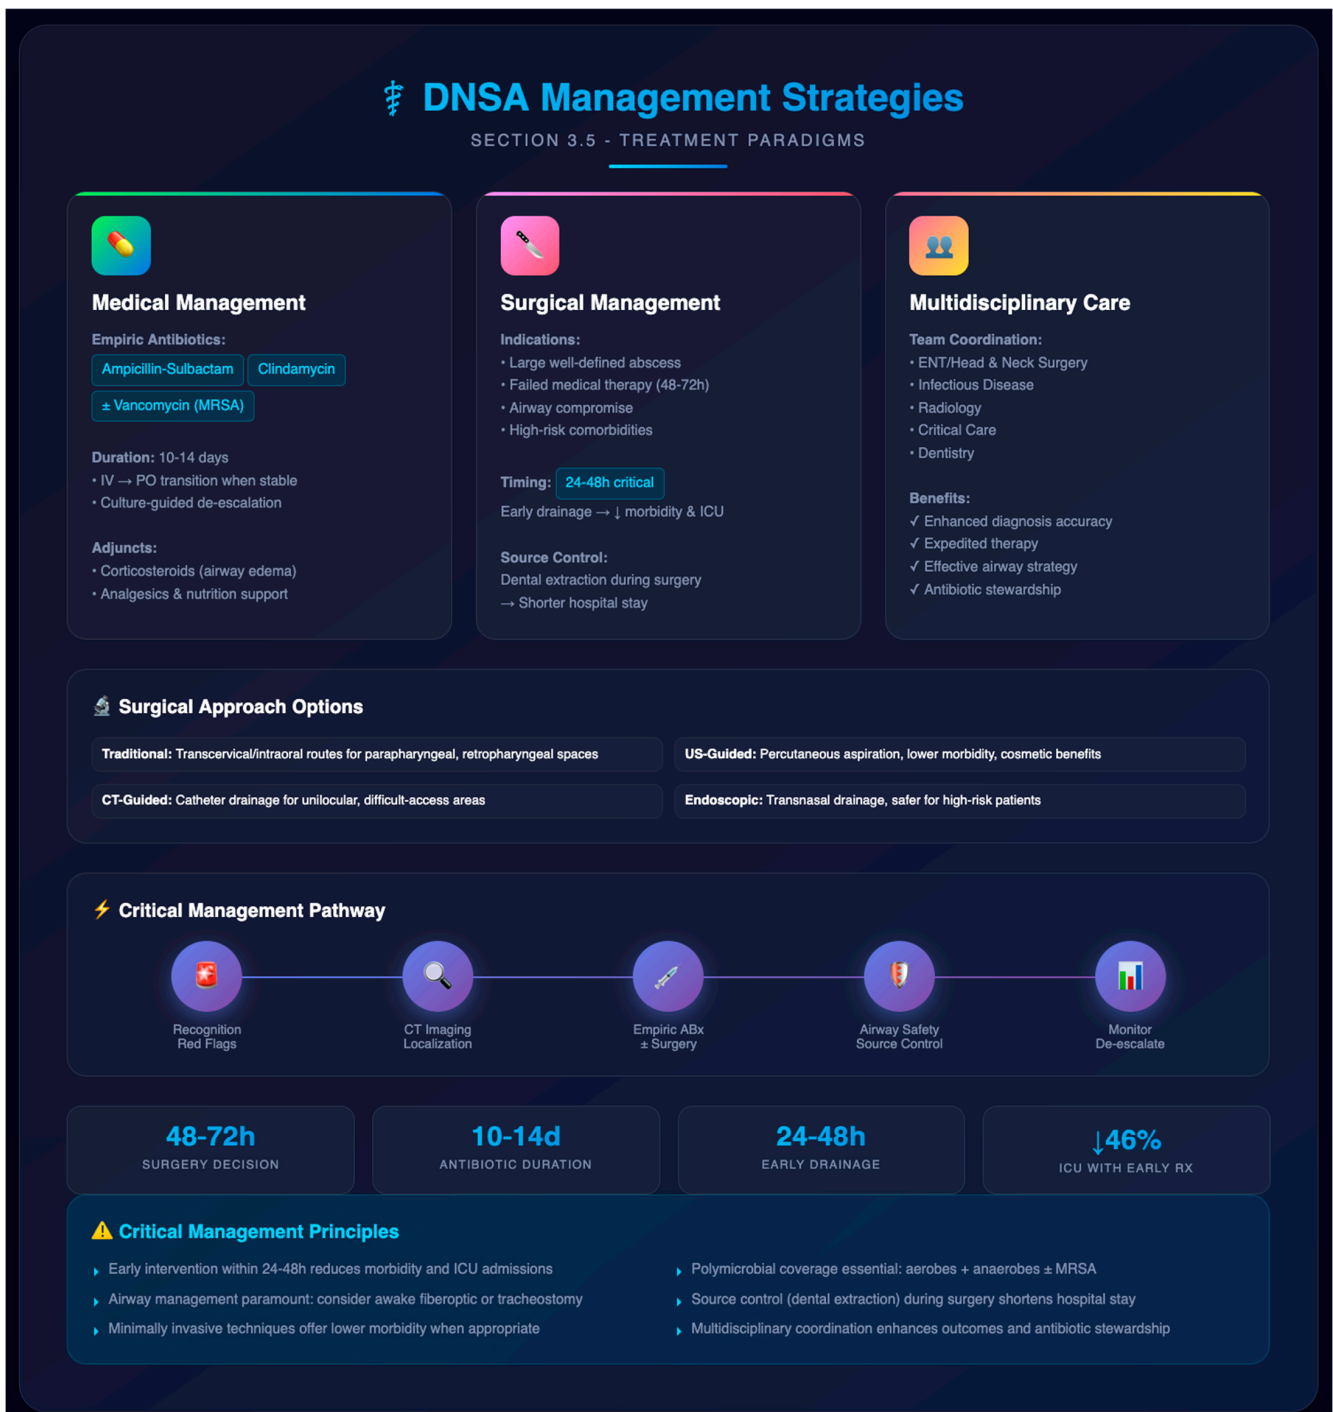 DNSA Management Strategies
SECTION 3.5 - TREATMENT PARADIGMS
Medical Management
Empiric Antibiotics:
Ampicillin-Sulbactam Clindamycin
± Vancomycin (MRSA)
Duration: 10-14 days
• IV → PO transition when stable
• Culture-guided de-escalation
Adjuncts:
• Corticosteroids (airway edema)
• Analgesics & nutrition support
Surgical Management
Indications:
• Large well-defined abscess
• Failed medical therapy (48-72h)
• Airway compromise
• High-risk comorbidities
Timing: 24-48h critical
Early drainage → ↓ morbidity & ICU
Source Control:
Dental extraction during surgery
→ Shorter hospital stay
Multidisciplinary Care
Team Coordination:
• ENT/Head & Neck Surgery
• Infectious Disease
• Radiology
• Critical Care
• Dentistry
Benefits:
✓ Enhanced diagnosis accuracy
✓ Expedited therapy
✓ Effective airway strategy
✓ Antibiotic stewardship
Surgical Approach Options
Traditional: Transcervical/intraoral routes for parapharyngeal, retropharyngeal spaces
US-Guided: Percutaneous aspiration, lower morbidity, cosmetic benefits
CT-Guided: Catheter drainage for unilocular, difficult-access areas
Endoscopic: Transnasal drainage, safer for high-risk patients
Critical Management Pathway
Recognition
Red Flags
CT Imaging
Localization
Empiric ABx
± Surgery
Airway Safety
Source Control
Monitor
De-escalate
48-72h
SURGERY DECISION
10-14d
ANTIBIOTIC DURATION
24-48h
EARLY DRAINAGE
↓46%
ICU WITH EARLY RX
Critical Management Principles
Early intervention within 24-48h reduces morbidity and ICU admissions
Airway management paramount: consider awake fiberoptic or tracheostomy
Minimally invasive techniques offer lower morbidity when appropriate
Polymicrobial coverage essential: aerobes + anaerobes ± MRSA
Source control (dental extraction) during surgery shortens hospital stay
Multidisciplinary coordination enhances outcomes and antibiotic stewardship